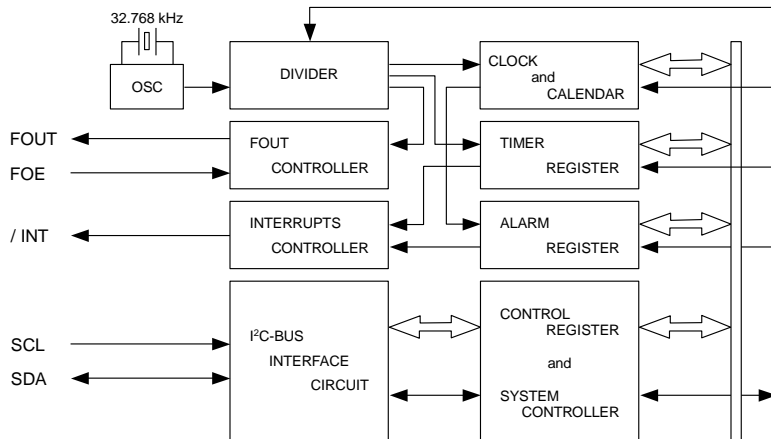 32.768 kHz
OSC
DIVIDER
CLOCK
and
CALENDAR
FOUT
FOE
FOUT
CONTROLLER
TIMER
REGISTER
/ INT
INTERRUPTS
CONTROLLER
ALARM
REGISTER
SCL
SDA
I²C-BUS
INTERFACE
CIRCUIT
CONTROL
REGISTER
and
SYSTEM
CONTROLLER